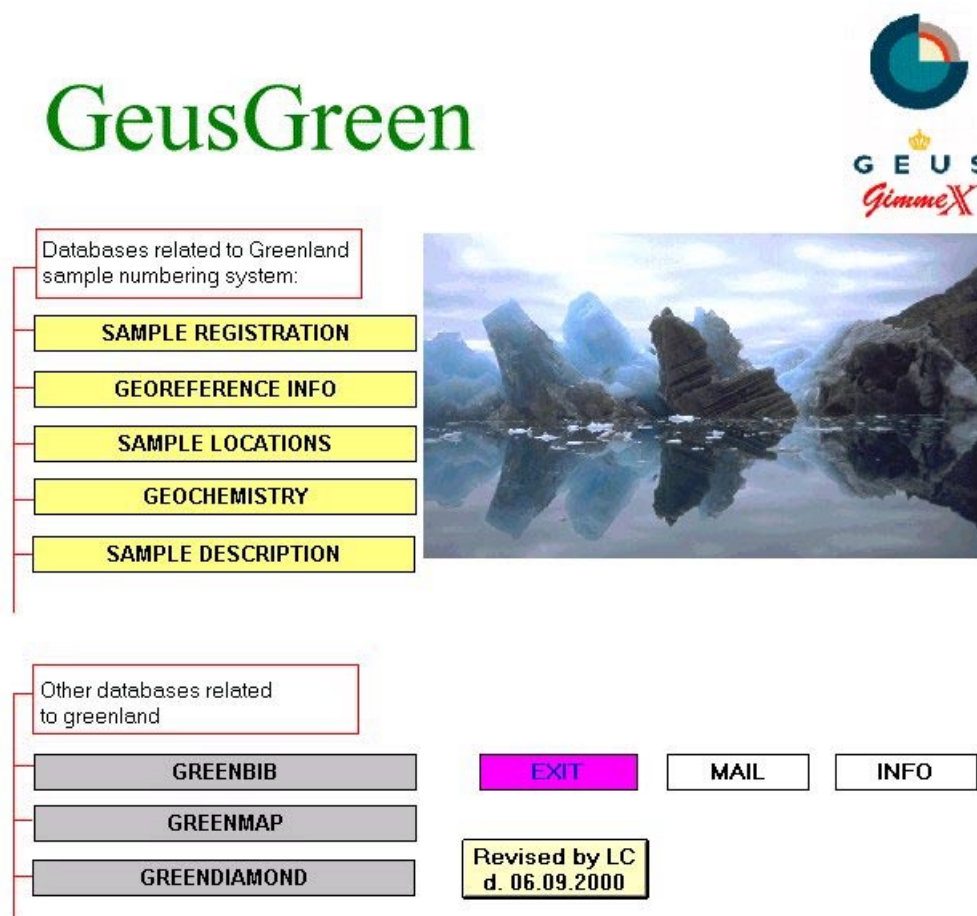 GeusGreen
G E U S
GimmeX
Databases related to Greenland
sample numbering system:
SAMPLE REGISTRATION
GEOREFERENCE INFO
SAMPLE LOCATIONS
GEOCHEMISTRY
SAMPLE DESCRIPTION
Other databases related
to greenland
GREENBIB
GREENMAP
GREENDIAMOND
EXIT
MAIL
INFO
Revised by LC
d. 06.09.2000